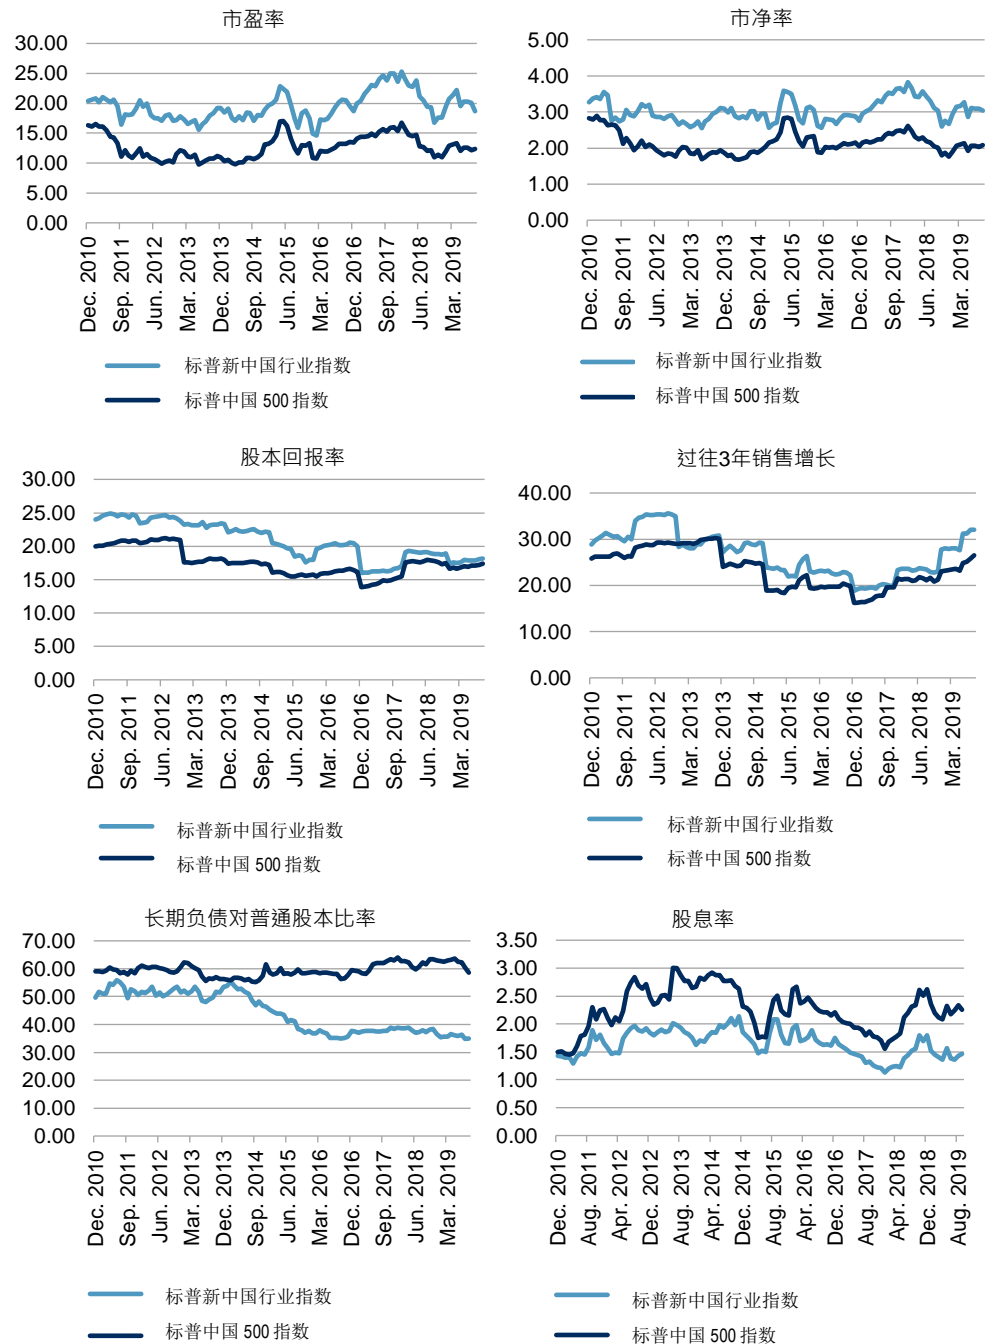 市盈率
30.00
25.00
20.00
15.00
10.00
5.00
0.00
Dec. 2010
Sep. 2011
Jun. 2012
Mar. 2013
Dec. 2013
Sep. 2014
Jun. 2015
Mar. 2016
Dec. 2016
Sep. 2017
Jun. 2018
Mar. 2019
标普新中国行业指数
标普中国 500 指数
市净率
5.00
4.00
3.00
2.00
1.00
0.00
Dec. 2010
Sep. 2011
Jun. 2012
Mar. 2013
Dec. 2013
Sep. 2014
Jun. 2015
Mar. 2016
Dec. 2016
Sep. 2017
Jun. 2018
Mar. 2019
标普新中国行业指数
标普中国 500 指数
股本回报率
30.00
25.00
20.00
15.00
10.00
5.00
0.00
Dec. 2010
Sep. 2011
Jun. 2012
Mar. 2013
Dec. 2013
Sep. 2014
Jun. 2015
Mar. 2016
Dec. 2016
Sep. 2017
Jun. 2018
Mar. 2019
标普新中国行业指数
标普中国 500 指数
过往3年销售增长
40.00
30.00
20.00
10.00
0.00
Dec. 2010
Sep. 2011
Jun. 2012
Mar. 2013
Dec. 2013
Sep. 2014
Jun. 2015
Mar. 2016
Dec. 2016
Sep. 2017
Jun. 2018
Mar. 2019
标普新中国行业指数
标普中国 500 指数
长期负债对普通股本比率
70.00
60.00
50.00
40.00
30.00
20.00
10.00
0.00
Dec. 2010
Sep. 2011
Jun. 2012
Mar. 2013
Dec. 2013
Sep. 2014
Jun. 2015
Mar. 2016
Dec. 2016
Sep. 2017
Jun. 2018
Mar. 2019
标普新中国行业指数
标普中国 500 指数
股息率
3.50
3.00
2.50
2.00
1.50
1.00
0.50
0.00
Dec. 2010
Aug. 2011
Apr. 2012
Dec. 2012
Aug. 2013
Apr. 2014
Dec. 2014
Aug. 2015
Apr. 2016
Dec. 2016
Aug. 2017
Apr. 2018
Dec. 2018
Aug. 2019
标普新中国行业指数
标普中国 500 指数